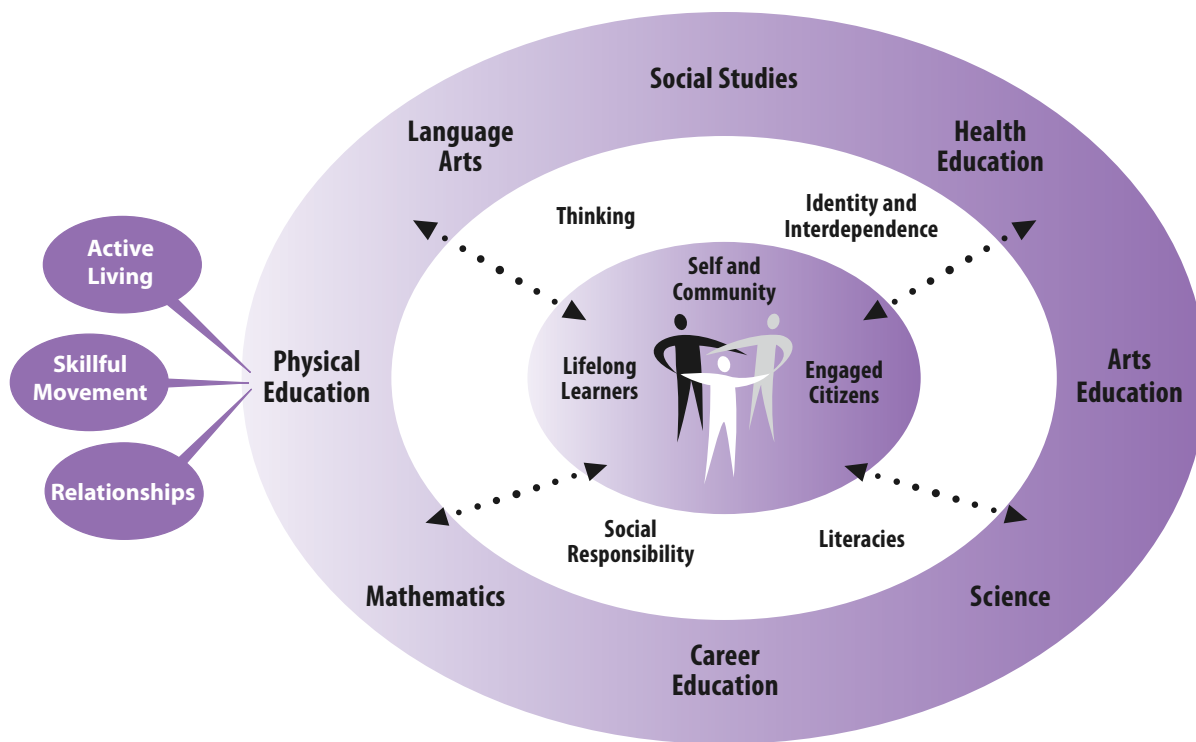 Social Studies
Language
Arts
Health
Education
Thinking
Identity and
Interdependence
Active
Living
Self and
Community
Skillful
Movement
Physical
Education
Lifelong
Learners
Engaged
Citizens
Arts
Education
Relationships
Social
Responsibility
Literacies
Mathematics
Science
Career
Education